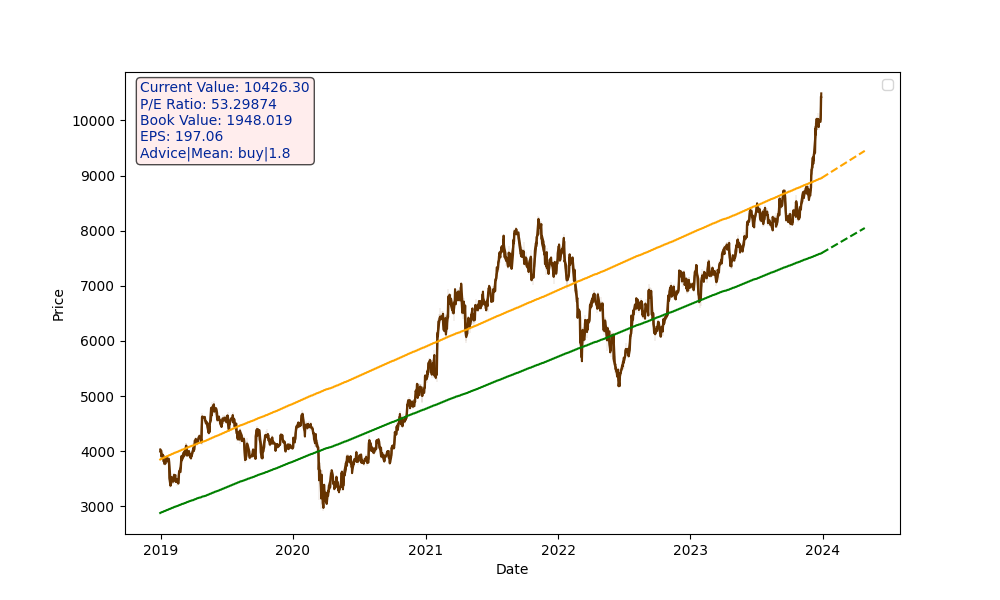 Current Value: 10426.30
P/E Ratio: 53.29874
Book Value: 1948.019
EPS: 197.06
Advice|Mean: buy|1.8
10000
9000
8000
7000
6000
5000
4000
3000
Price
2019 2020 2021 2022 2023 2024
Date